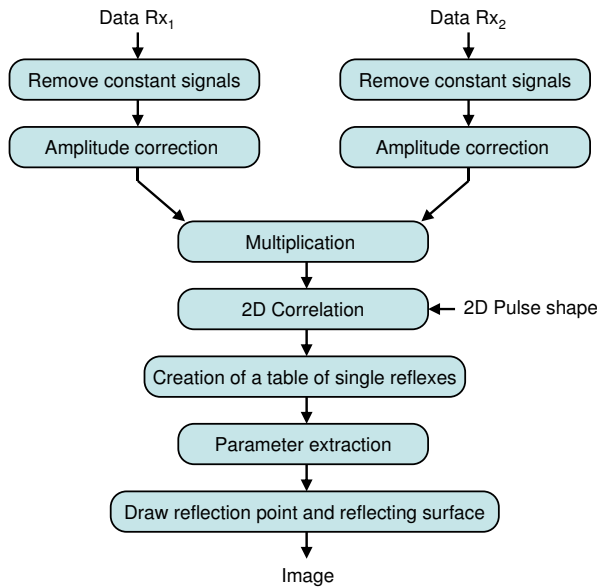 Data Rx₁
Data Rx₂
Remove constant signals
Remove constant signals
Amplitude correction
Amplitude correction
Multiplication
2D Correlation
2D Pulse shape
Creation of a table of single reflexes
Parameter extraction
Draw reflection point and reflecting surface
Image